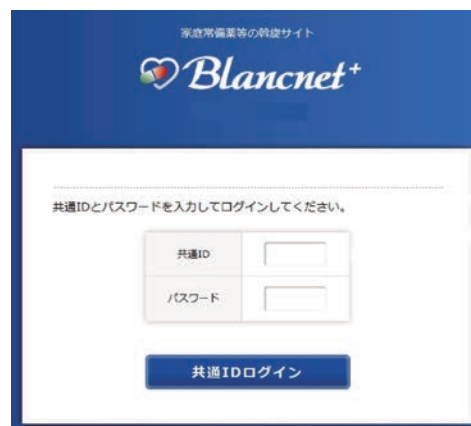 家庭常備薬等の斡旋サイト
Blancnet+
共通IDとパスワードを入力してログインしてください。
共通ID
パスワード
共通IDログイン